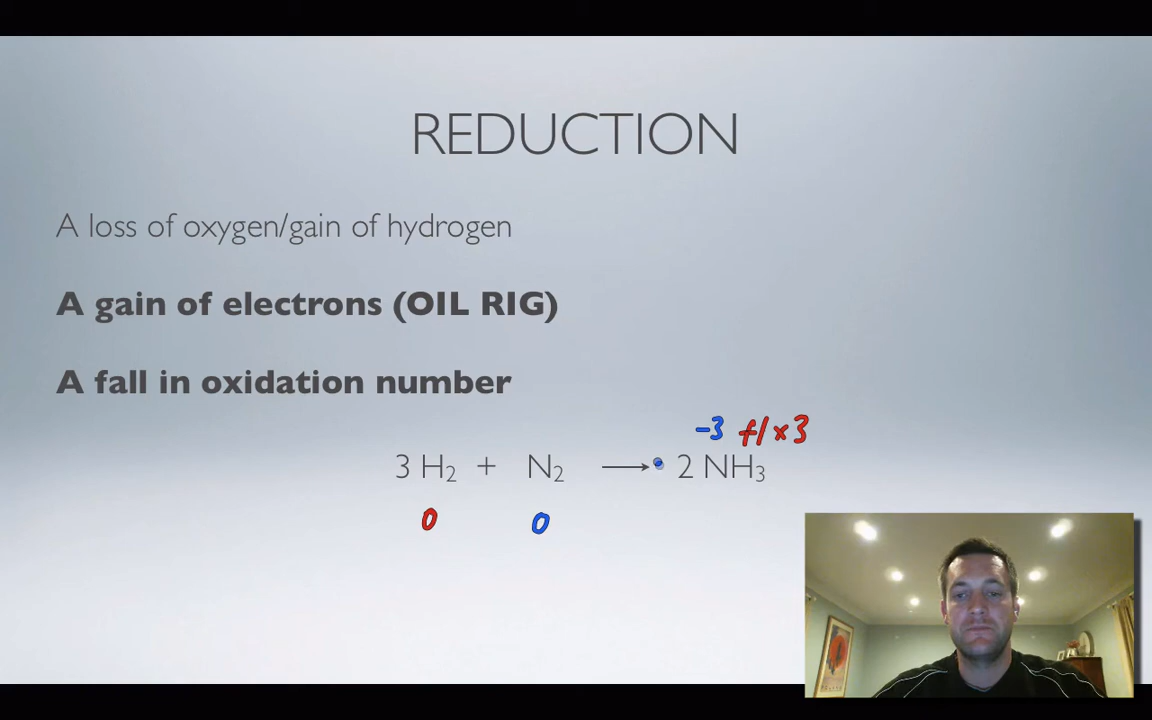 REDUCTION
A loss of oxygen/gain of hydrogen
A gain of electrons (OIL RIG)
A fall in oxidation number
-3 +1 x 3
3 H₂ + N₂ ⟶ 2 NH₃
0 0